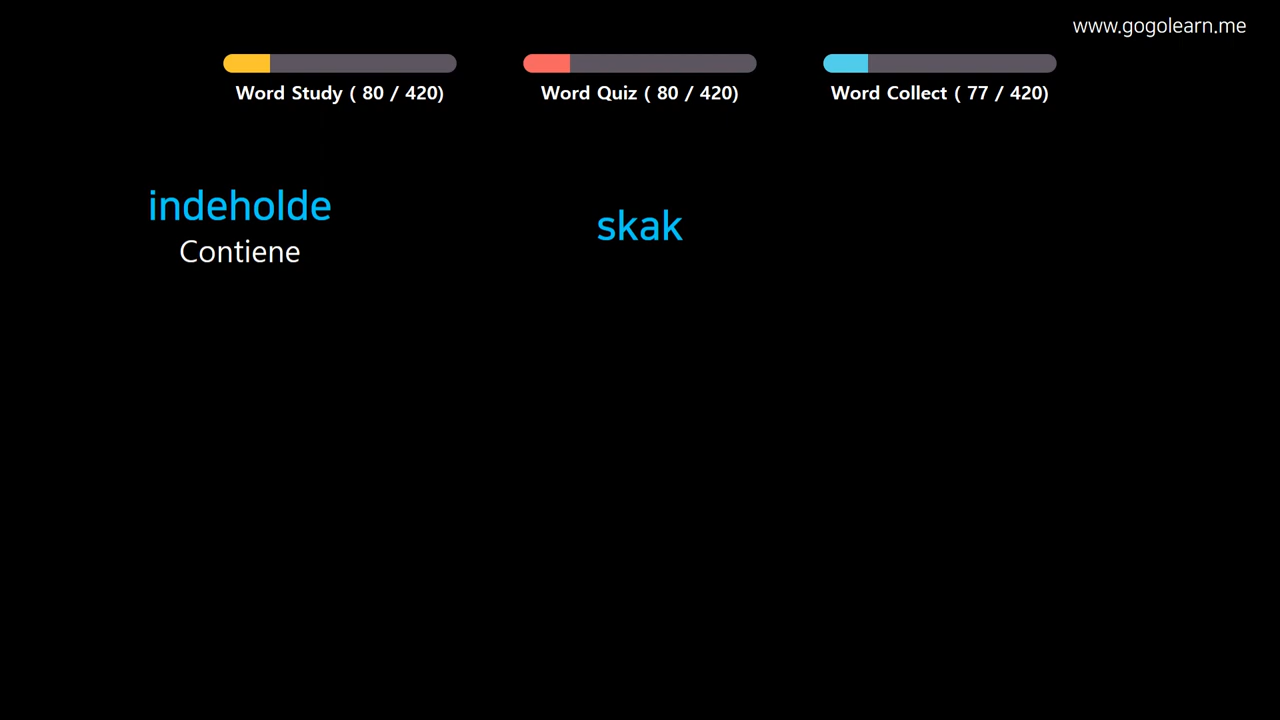 www.gogolearn.me
Word Study ( 80 / 420)
Word Quiz ( 80 / 420)
Word Collect ( 77 / 420)
indeholde
Contiene
skak